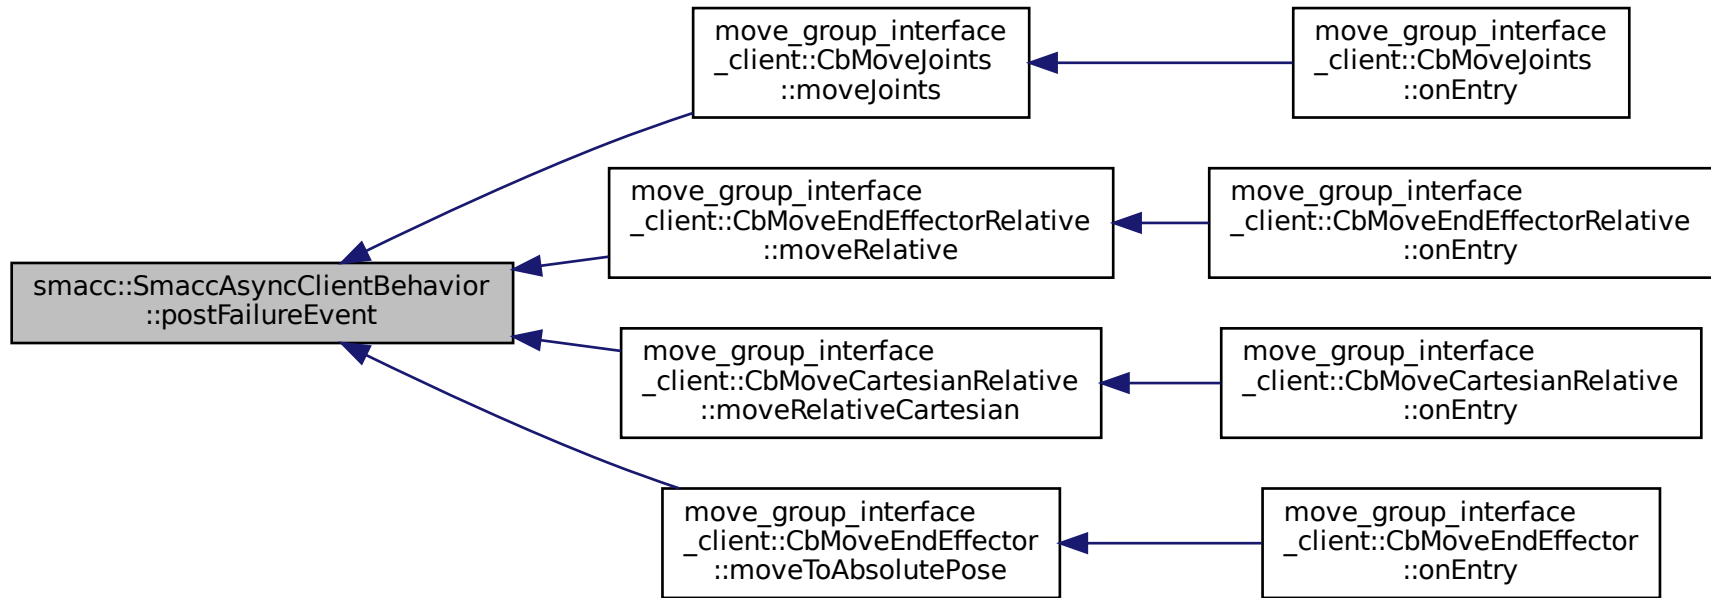 move_group_interface
_client::CbMoveJoints
::moveJoints
move_group_interface
_client::CbMoveJoints
::onEntry
move_group_interface
_client::CbMoveEndEffectorRelative
::moveRelative
move_group_interface
_client::CbMoveEndEffectorRelative
::onEntry
smacc::SmaccAsyncClientBehavior
::postFailureEvent
move_group_interface
_client::CbMoveCartesianRelative
::moveRelativeCartesian
move_group_interface
_client::CbMoveCartesianRelative
::onEntry
move_group_interface
_client::CbMoveEndEffector
::moveToAbsolutePose
move_group_interface
_client::CbMoveEndEffector
::onEntry